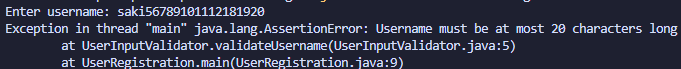 Enter username: saki56789101112181920
Exception in thread "main" java.lang.AssertionError: Username must be at most 20 characters long
at UserInputValidator.validateUsername(UserInputValidator.java:5)
at UserRegistration.main(UserRegistration.java:9)